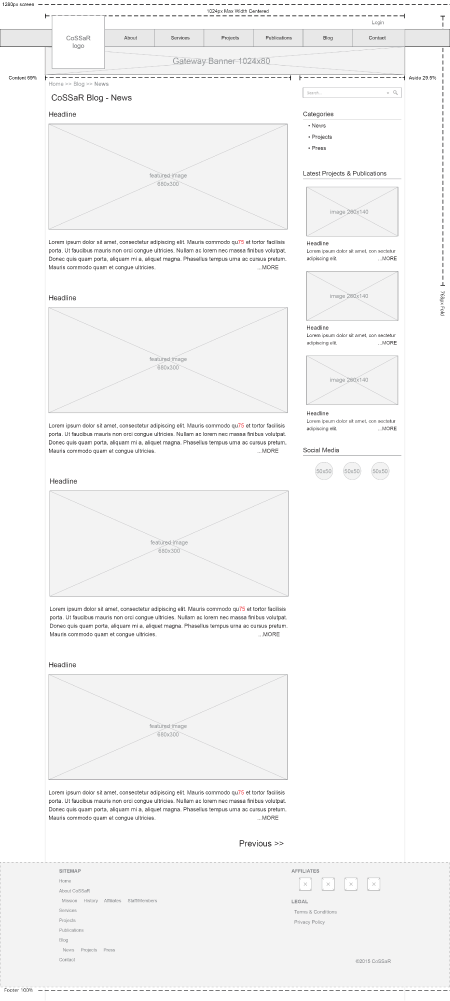 1280px screen
1024px Max Width Centered
Login
CoSSaR
logo
About
Services
Projects
Publications
Blog
Contact
Gateway Banner 1024x80
Content 69%
Aside 29.5%
Home >> Blog >> News
CoSSaR Blog - News
Headline
featured image
680x300
Lorem ipsum dolor sit amet, consectetur adipiscing elit. Mauris commodo qu75 et tortor facilisis
porta. Ut faucibus mauris non orci congue ultricies. Nullam ac lorem nec massa finibus volutpat.
Donec quis quam porta, aliquam mi a, aliquet magna. Phasellus tempus urna ac cursus pretium.
Mauris commodo quam et congue ultricies. ...MORE
Headline
featured image
680x300
Lorem ipsum dolor sit amet, consectetur adipiscing elit. Mauris commodo qu75 et tortor facilisis
porta. Ut faucibus mauris non orci congue ultricies. Nullam ac lorem nec massa finibus volutpat.
Donec quis quam porta, aliquam mi a, aliquet magna. Phasellus tempus urna ac cursus pretium.
Mauris commodo quam et congue ultricies. ...MORE
Headline
featured image
680x300
Lorem ipsum dolor sit amet, consectetur adipiscing elit. Mauris commodo qu75 et tortor facilisis
porta. Ut faucibus mauris non orci congue ultricies. Nullam ac lorem nec massa finibus volutpat.
Donec quis quam porta, aliquam mi a, aliquet magna. Phasellus tempus urna ac cursus pretium.
Mauris commodo quam et congue ultricies. ...MORE
Headline
featured image
680x300
Lorem ipsum dolor sit amet, consectetur adipiscing elit. Mauris commodo qu75 et tortor facilisis
porta. Ut faucibus mauris non orci congue ultricies. Nullam ac lorem nec massa finibus volutpat.
Donec quis quam porta, aliquam mi a, aliquet magna. Phasellus tempus urna ac cursus pretium.
Mauris commodo quam et congue ultricies. ...MORE
Previous >>
Search...
Categories
• News
• Projects
• Press
Latest Projects & Publications
image 260x140
Headline
Lorem ipsum dolor sit amet, con sectetur
adipiscing elit. ...MORE
image 260x140
Headline
Lorem ipsum dolor sit amet, con sectetur
adipiscing elit. ...MORE
image 260x140
Headline
Lorem ipsum dolor sit amet, con sectetur
adipiscing elit. ...MORE
Social Media
50x50
50x50
50x50
768px Fold
SITEMAP
Home
About CoSSaR
Mission History Affiliates Staff/Members
Services
Projects
Publications
Blog
News Projects Press
Contact
AFFILIATES
LEGAL
Terms & Conditions
Privacy Policy
©2015 CoSSaR
Footer 100%